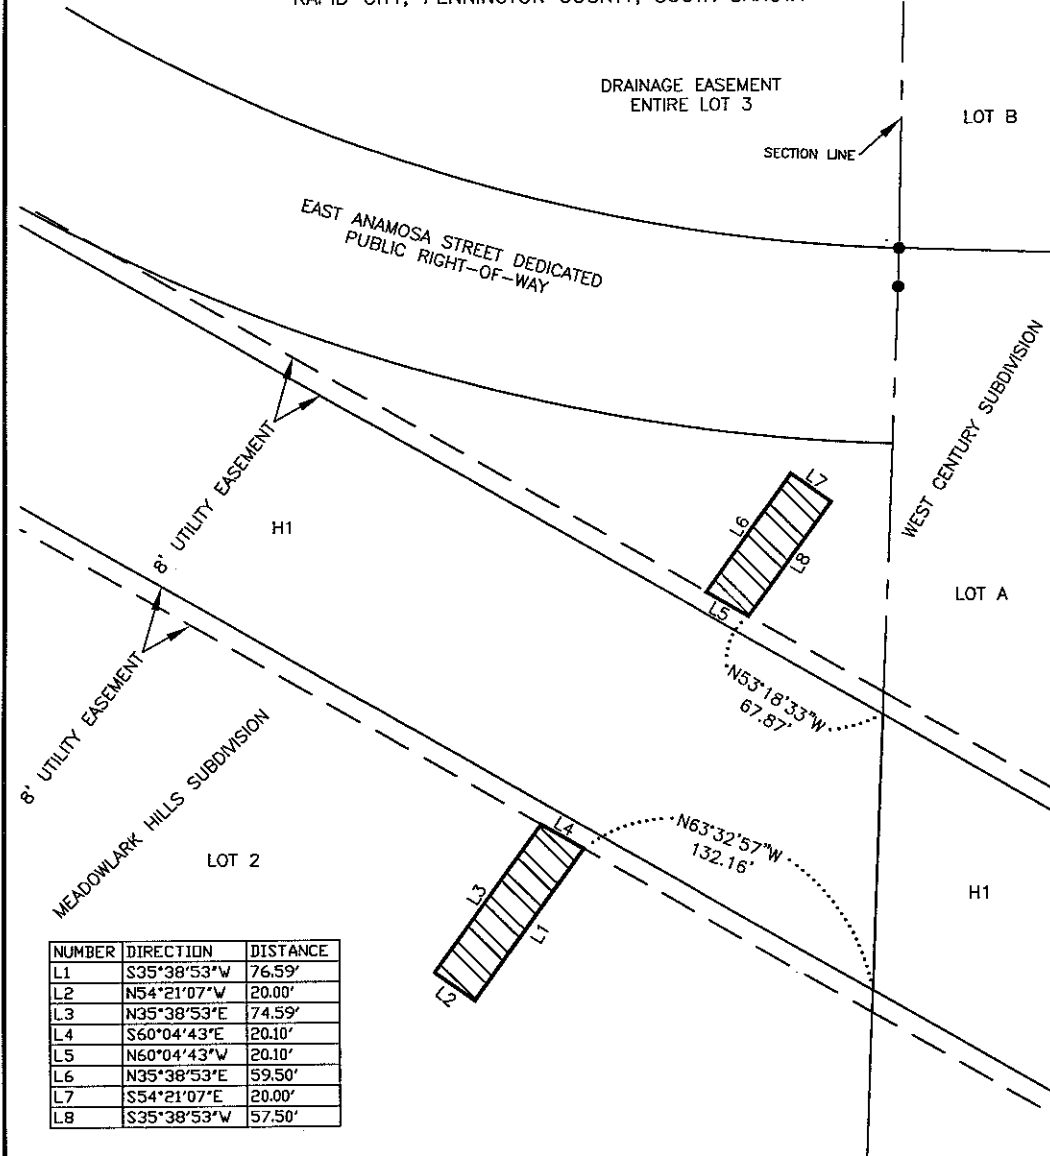 RAPID CITY, PENNINGTON COUNTY, SOUTH DAKOTA
DRAINAGE EASEMENT
ENTIRE LOT 3
LOT B
SECTION LINE
EAST ANAMOSA STREET DEDICATED
PUBLIC RIGHT-OF-WAY
WEST CENTURY SUBDIVISION
8' UTILITY EASEMENT
H1
L7
L6
L8
L5
LOT A
N53°18'33"W
67.87'
8' UTILITY EASEMENT
MEADOWLARK HILLS SUBDIVISION
LOT 2
L4
N63°32'57"W
132.16'
L3
L1
L2
H1
NUMBER DIRECTION DISTANCE
L1 S35°38'53"W 76.59'
L2 N54°21'07"W 20.00'
L3 N35°38'53"E 74.59'
L4 S60°04'43"E 20.10'
L5 N60°04'43"W 20.10'
L6 N35°38'53"E 59.50'
L7 S54°21'07"E 20.00'
L8 S35°38'53"W 57.50'